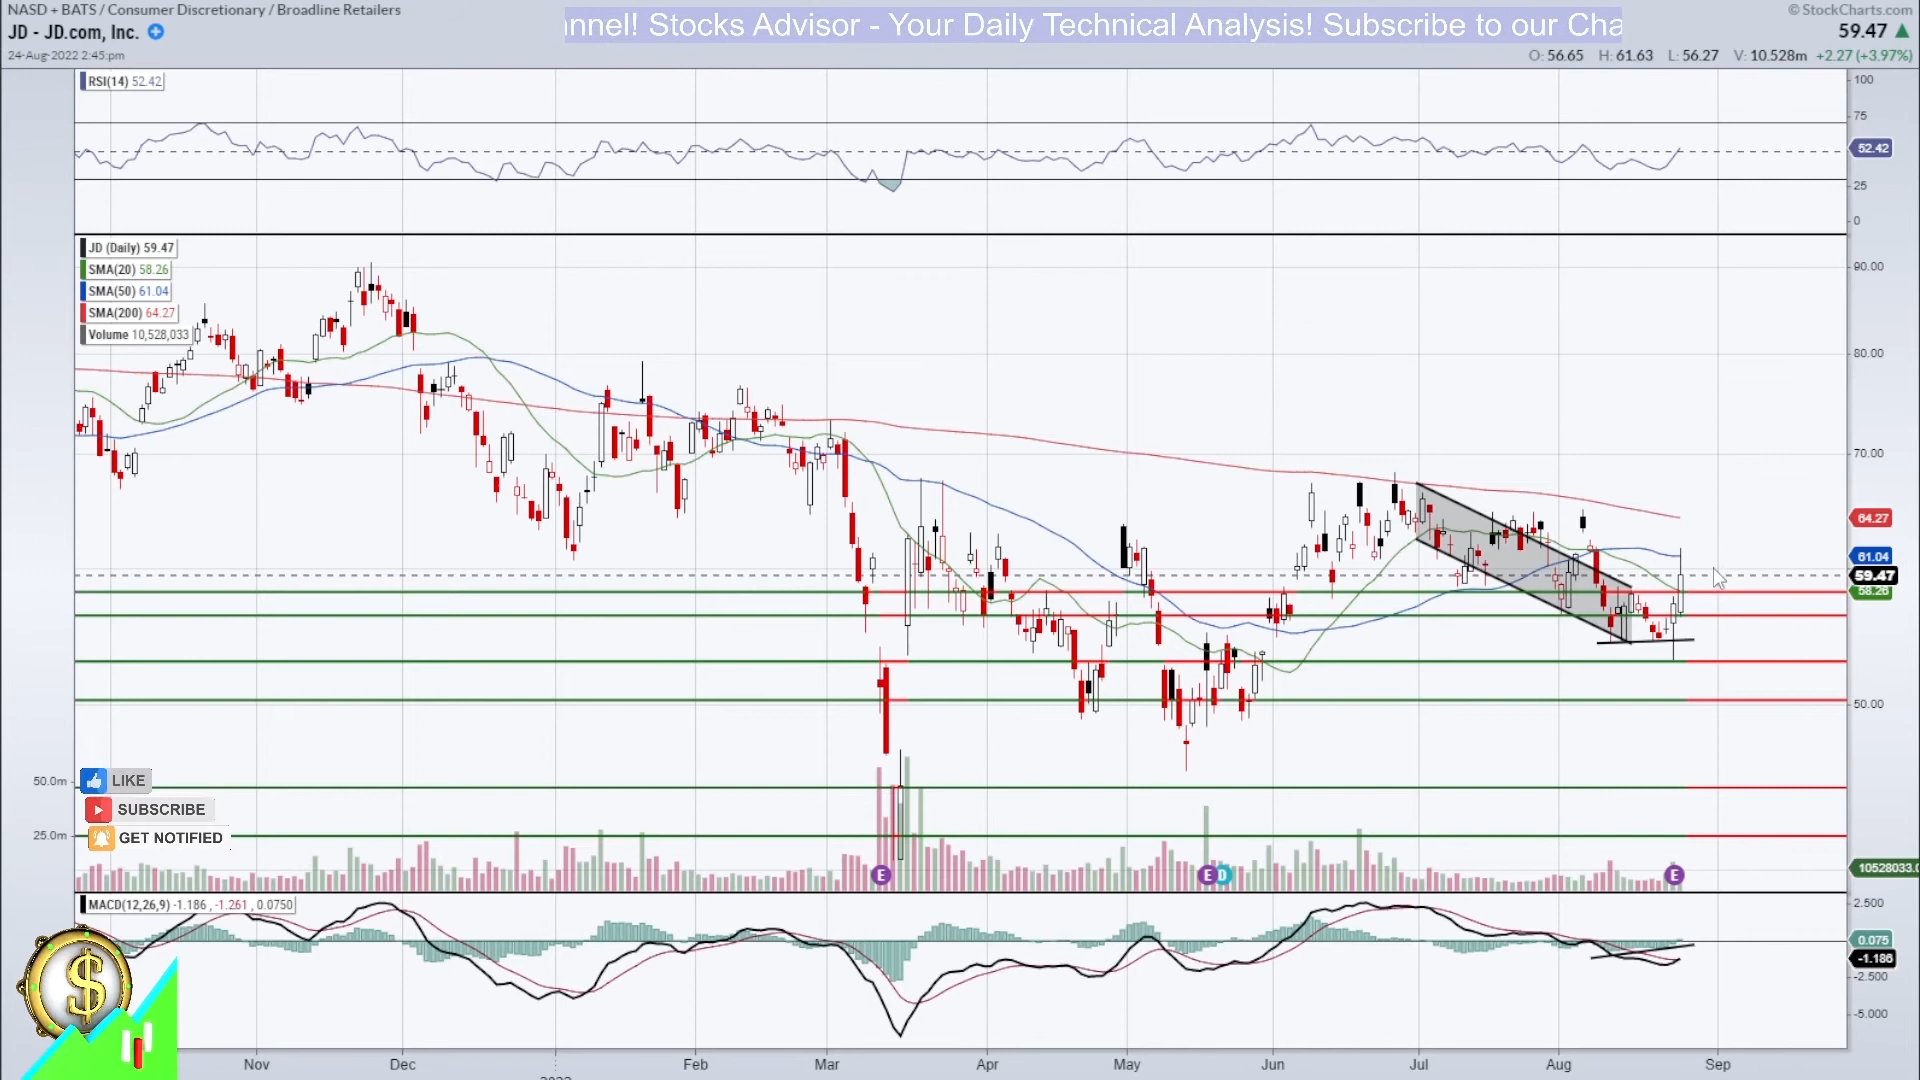 NASD + BATS / Consumer Discretionary / Broadline Retailers
© StockCharts.com
nnel! Stocks Advisor - Your Daily Technical Analysis! Subscribe to our Cha
JD - JD.com, Inc.
59.47
24-Aug-2022 2:45:pm
O: 56.65 H: 61.63 L: 56.27 V: 10.528m +2.27 (+3.97%)
RSI(14) 52.42
100
75
52.42
25
0
JD (Daily) 59.47
SMA(20) 58.26
SMA(50) 61.04
SMA(200) 64.27
Volume 10,528,033
90.00
80.00
70.00
64.27
61.04
59.47
58.26
50.00
50.0m
25.0m
LIKE
SUBSCRIBE
GET NOTIFIED
E
E D
E
10528033.0
MACD(12,26,9) -1.186, -1.261, 0.0750
2.500
0.075
-1.186
-2.500
-5.000
$
Nov Dec Feb Mar Apr May Jun Jul Aug Sep